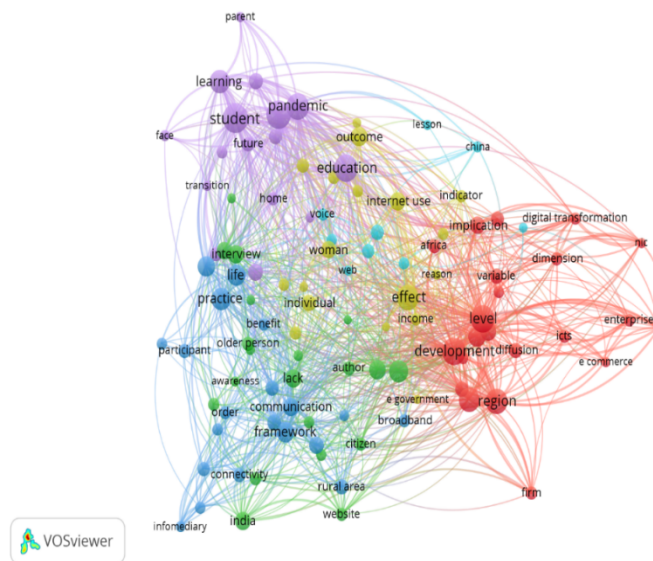 parent
learning
pandemic
student
lesson
outcome
face
future
china
education
transition
home
internet use
indicator
voice
implication
digital transformation
interview
woman
africa
nic
life
web
reason
variable
dimension
practice
individual
effect
benefit
income
level
enterprise
older person
participant
development
diffusion
icts
author
e commerce
awareness
lack
order
communication
e government
region
framework
broadband
citizen
connectivity
rural area
firm
infomediary
india
website
VOSviewer